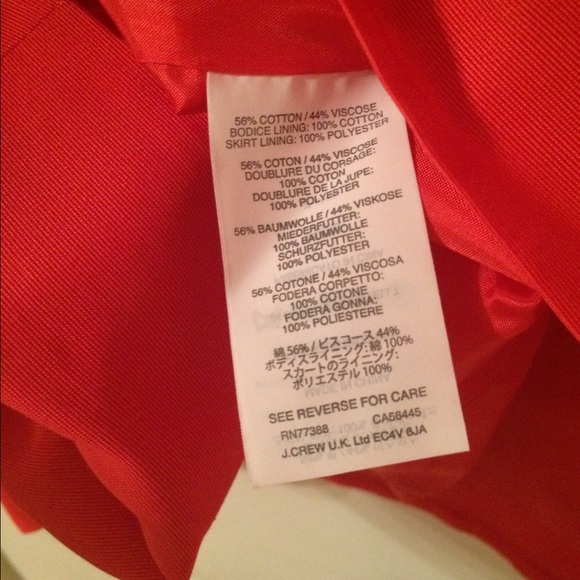 56% COTTON / 44% VISCOSE
BODICE LINING: 100% COTTON
SKIRT LINING: 100% POLYESTER
56% COTON / 44% VISCOSE
DOUBLURE DU CORSAGE:
100% COTON
DOUBLURE DE LA JUPE:
100% POLYESTER
56% BAUMWOLLE / 44% VISKOSE
MIEDERFUTTER:
100% BAUMWOLLE
SCHURZFUTTER:
100% POLYESTER
56% COTONE / 44% VISCOSA
FODERA CORPETTO:
100% COTONE
FODERA GONNA:
100% POLIESTERE
綿 56% / ビスコース 44%
ボディスライニング: 綿 100%
スカートのライニング:
ポリエステル 100%
SEE REVERSE FOR CARE
RN77388 CA56445
J.CREW U.K. Ltd EC4V 6JA
MADE IN CHINA